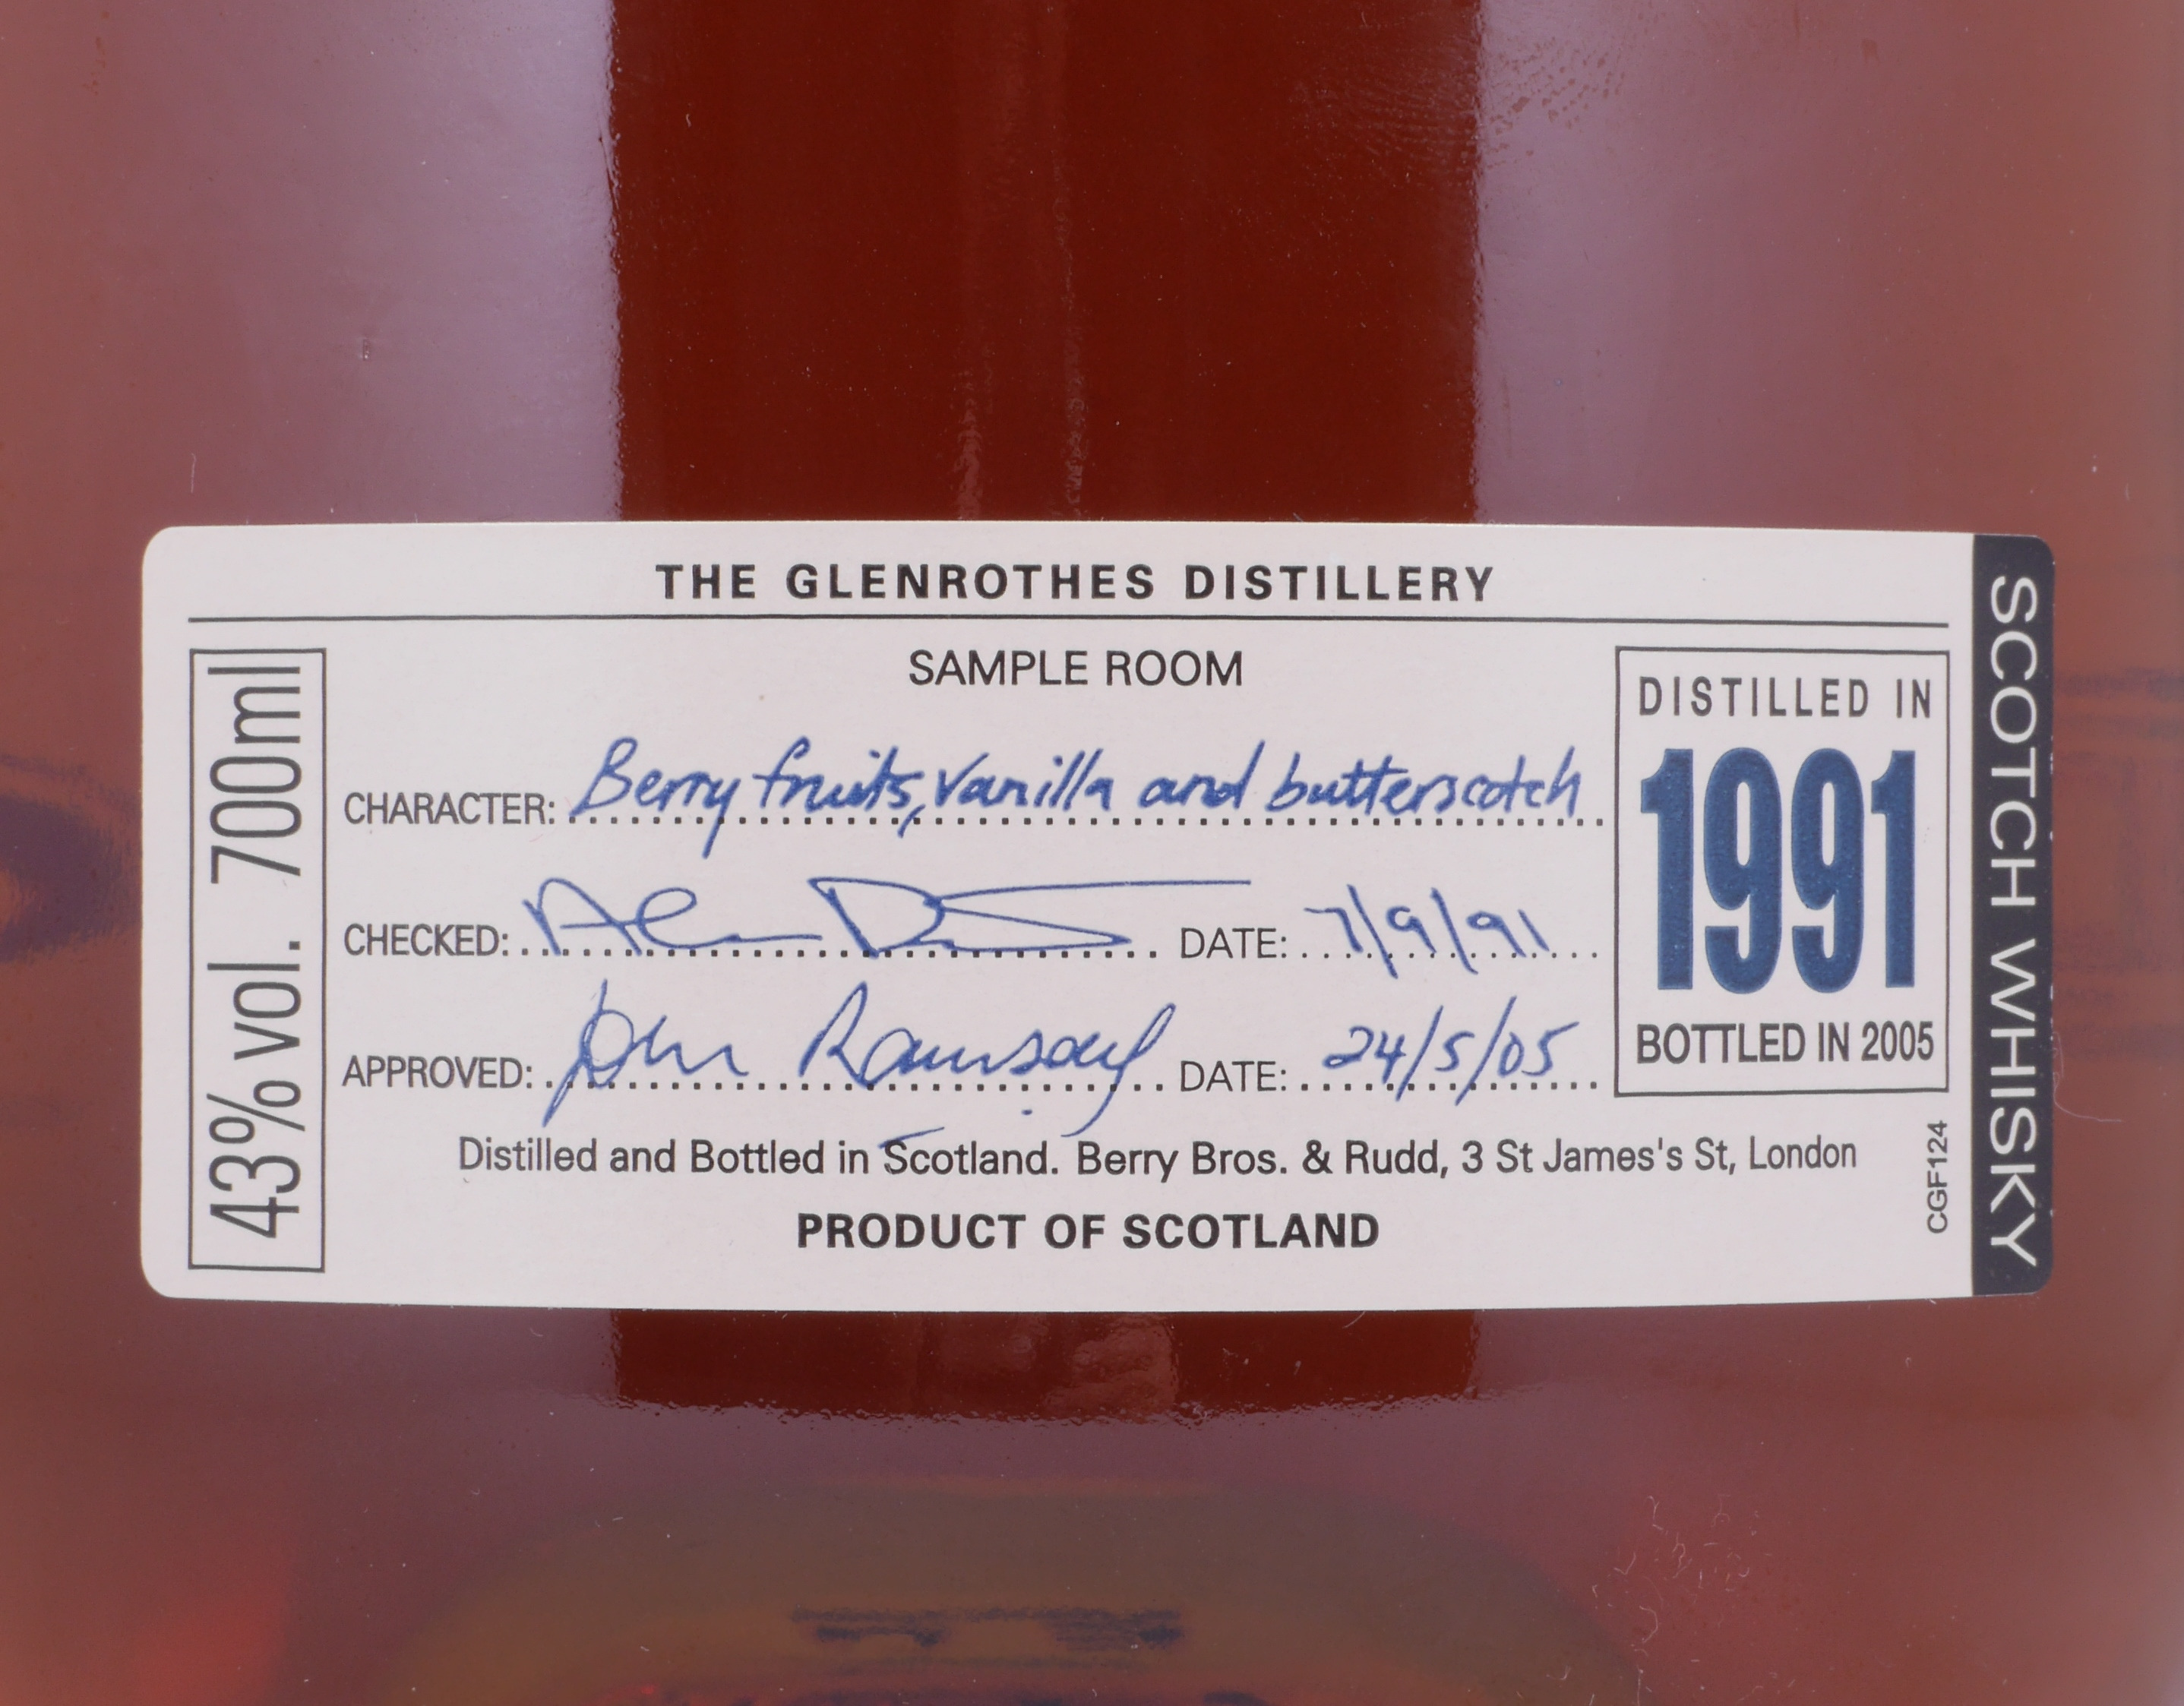 THE GLENROTHES DISTILLERY
SAMPLE ROOM
43% vol. 700ml
CHARACTER: Berry fruits, Vanilla and butterscotch
CHECKED: DATE: 7/9/91
APPROVED: John Ramsay DATE: 24/5/05
DISTILLED IN
1991
BOTTLED IN 2005
Distilled and Bottled in Scotland. Berry Bros. & Rudd, 3 St James's St, London
PRODUCT OF SCOTLAND
CGF124
SCOTCH WHISKY